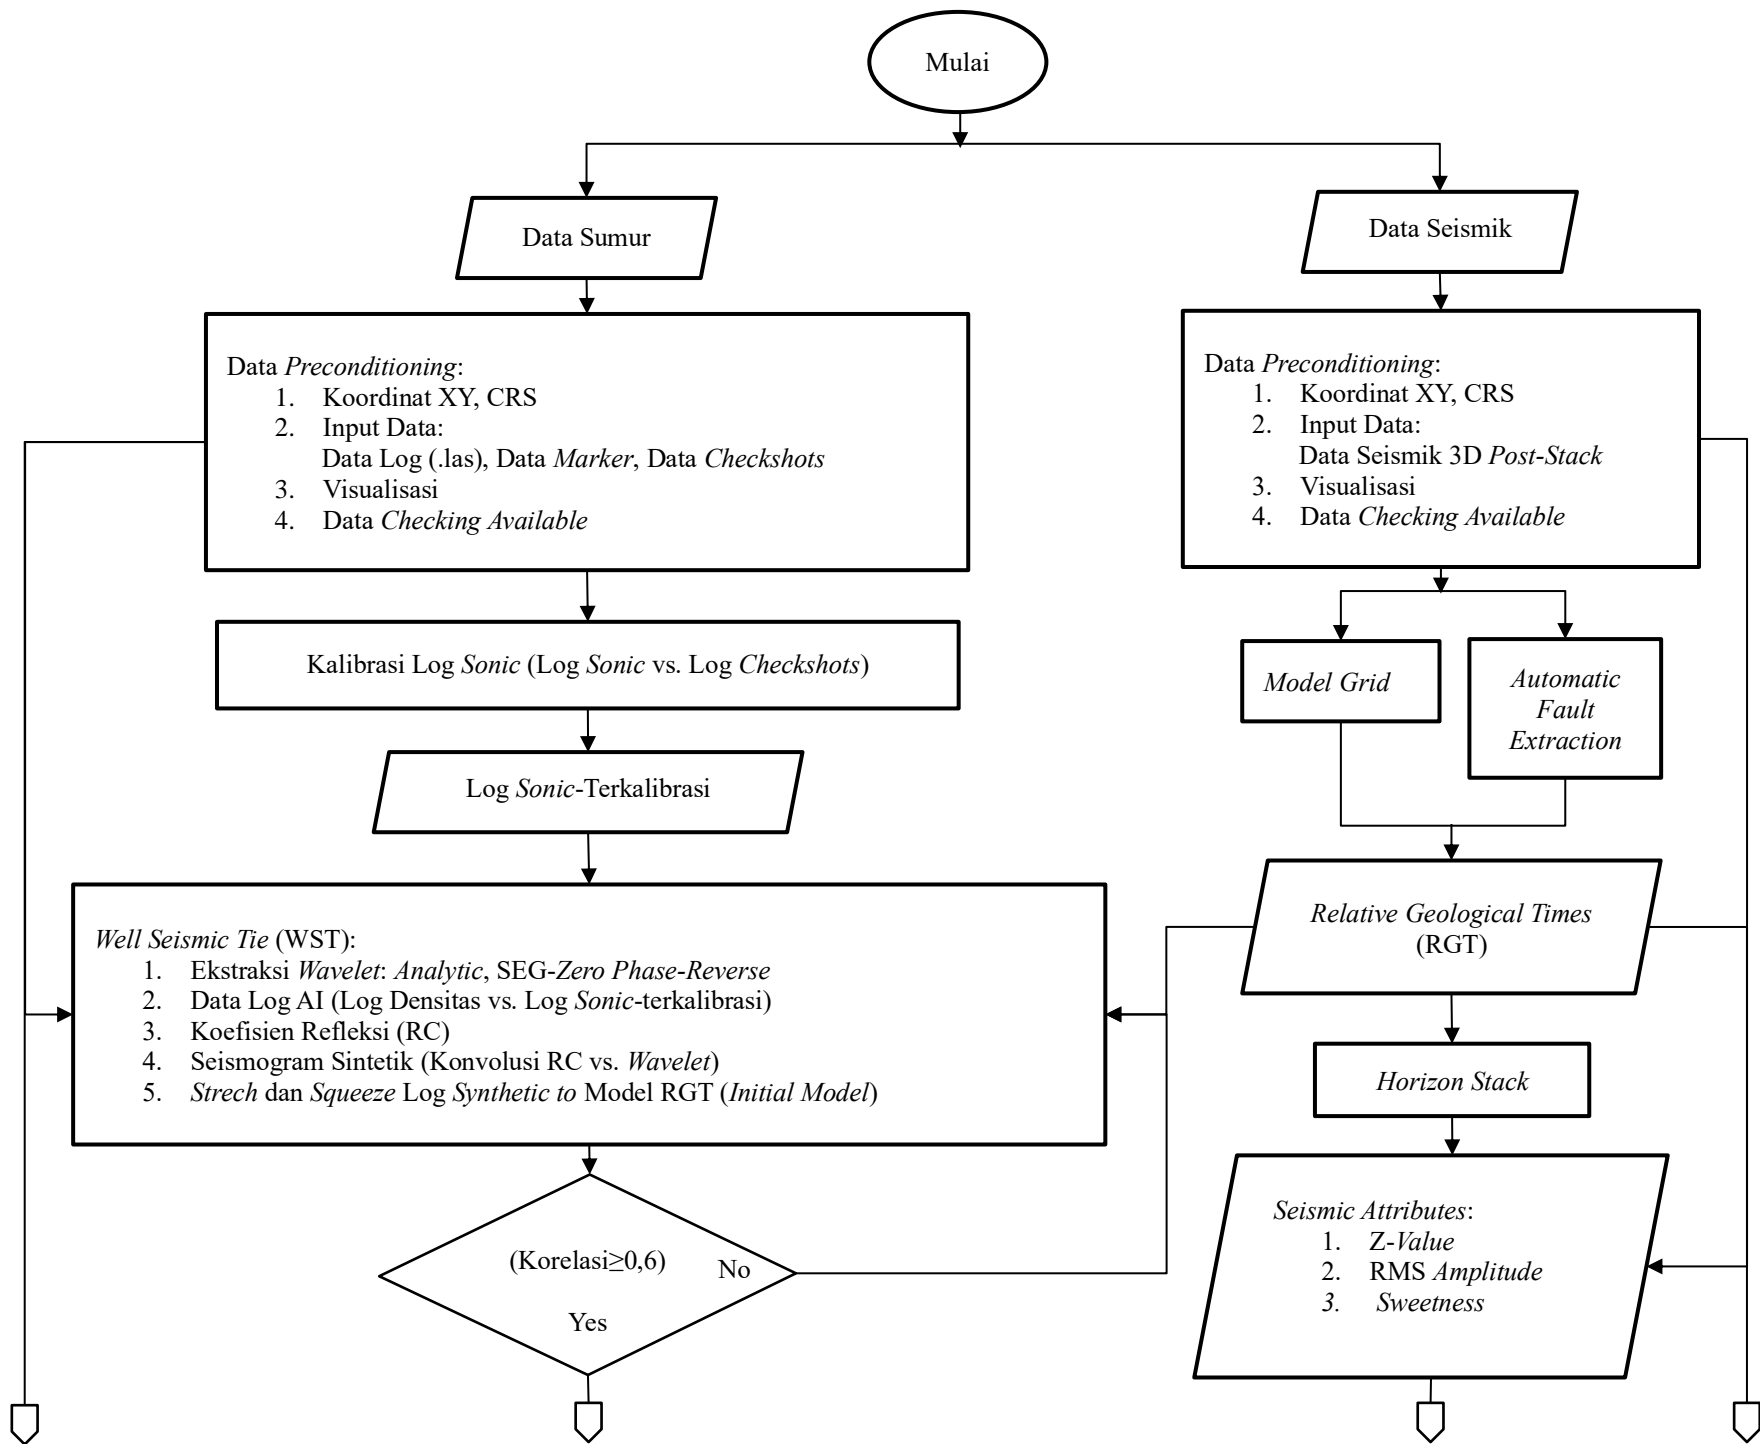 Mulai
Data Sumur
Data Seismik
Data Preconditioning:
1. Koordinat XY, CRS
2. Input Data:
Data Log (.las), Data Marker, Data Checkshots
3. Visualisasi
4. Data Checking Available
Data Preconditioning:
1. Koordinat XY, CRS
2. Input Data:
Data Seismik 3D Post-Stack
3. Visualisasi
4. Data Checking Available
Kalibrasi Log Sonic (Log Sonic vs. Log Checkshots)
Model Grid
Automatic
Fault
Extraction
Log Sonic-Terkalibrasi
Relative Geological Times
(RGT)
Well Seismic Tie (WST):
1. Ekstraksi Wavelet: Analytic, SEG-Zero Phase-Reverse
2. Data Log AI (Log Densitas vs. Log Sonic-terkalibrasi)
3. Koefisien Refleksi (RC)
4. Seismogram Sintetik (Konvolusi RC vs. Wavelet)
5. Strech dan Squeeze Log Synthetic to Model RGT (Initial Model)
Horizon Stack
(Korelasi≥0,6)
No
Yes
Seismic Attributes:
1. Z-Value
2. RMS Amplitude
3. Sweetness